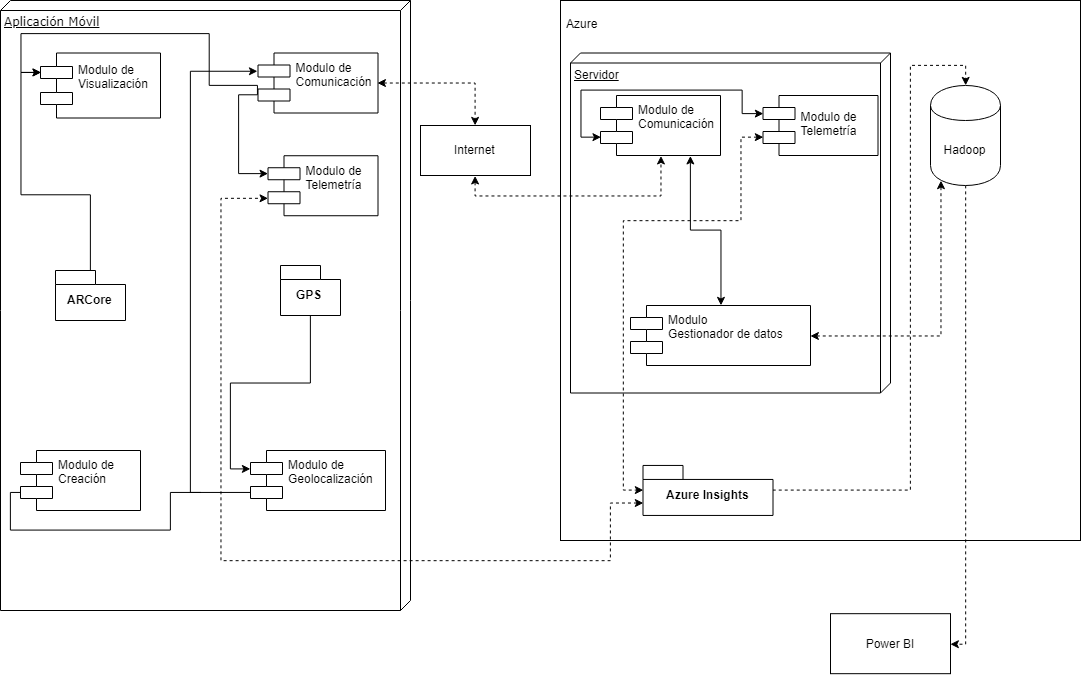 Aplicación Móvil
Modulo de
Visualización
Modulo de
Comunicación
Modulo de
Telemetría
ARCore
GPS
Modulo de
Creación
Modulo de
Geolocalización
Internet
Azure
Servidor
Modulo de
Comunicación
Modulo de
Telemetría
Modulo
Gestionador de datos
Hadoop
Azure Insights
Power BI